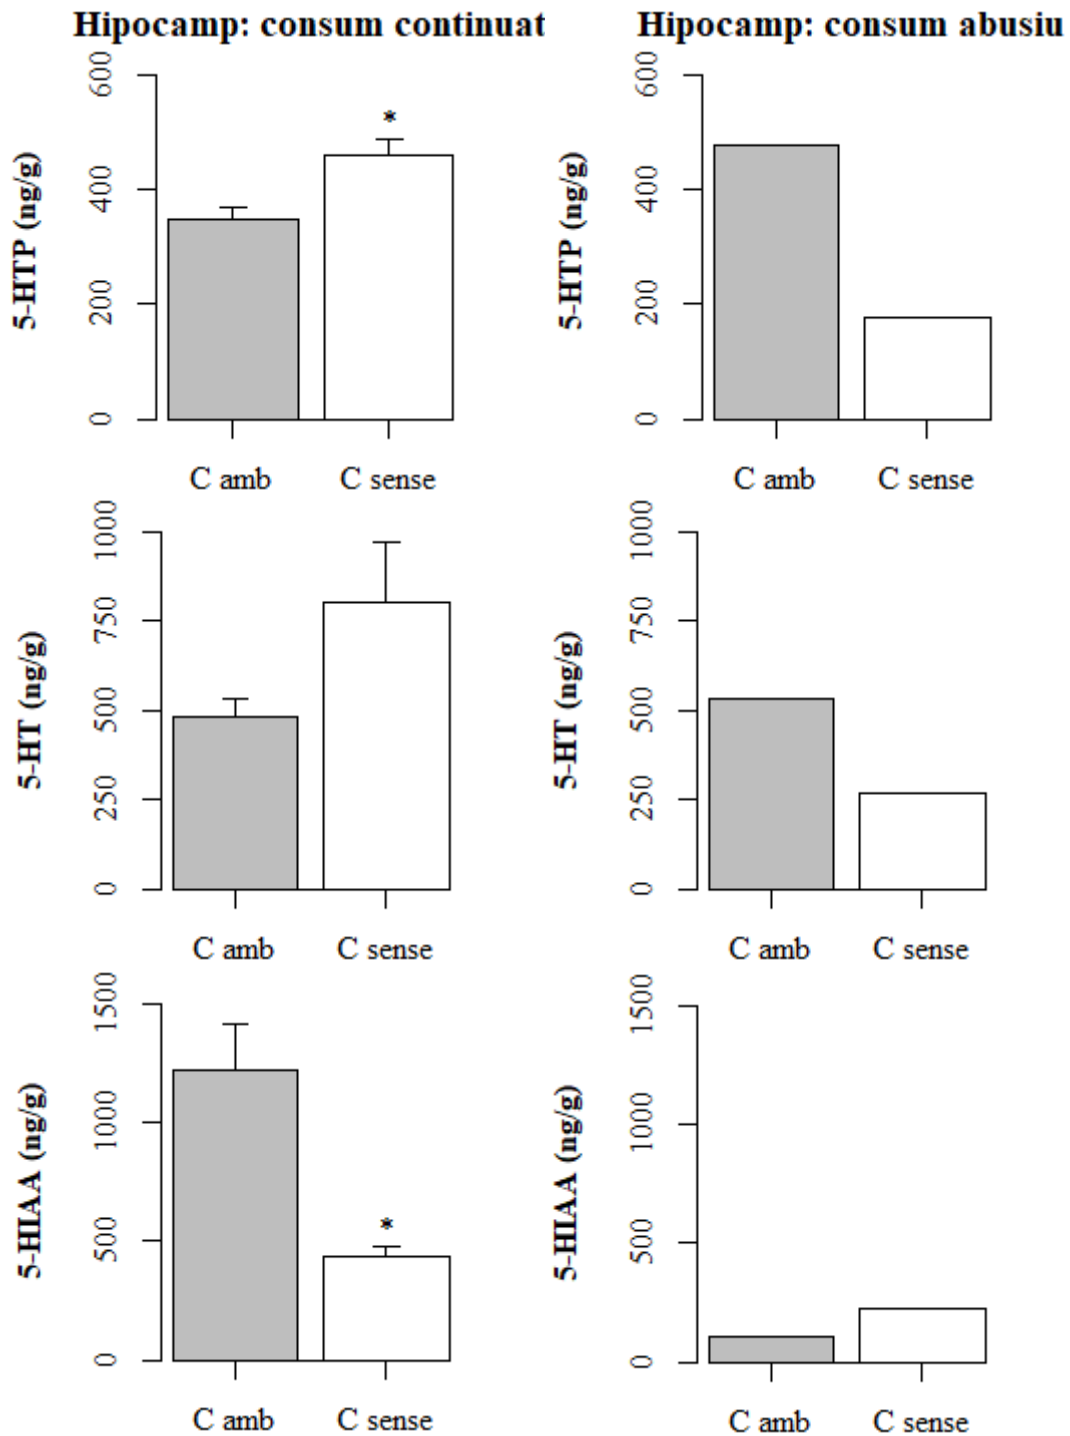 Hipocamp: consum continuat
Hipocamp: consum abusiu
5-HTP (ng/g)
600
400
200
0
*
C amb C sense
5-HTP (ng/g)
600
400
200
0
C amb C sense
5-HT (ng/g)
1000
750
500
250
0
C amb C sense
5-HT (ng/g)
1000
750
500
250
0
C amb C sense
5-HIAA (ng/g)
1500
1000
500
0
*
C amb C sense
5-HIAA (ng/g)
1500
1000
500
0
C amb C sense